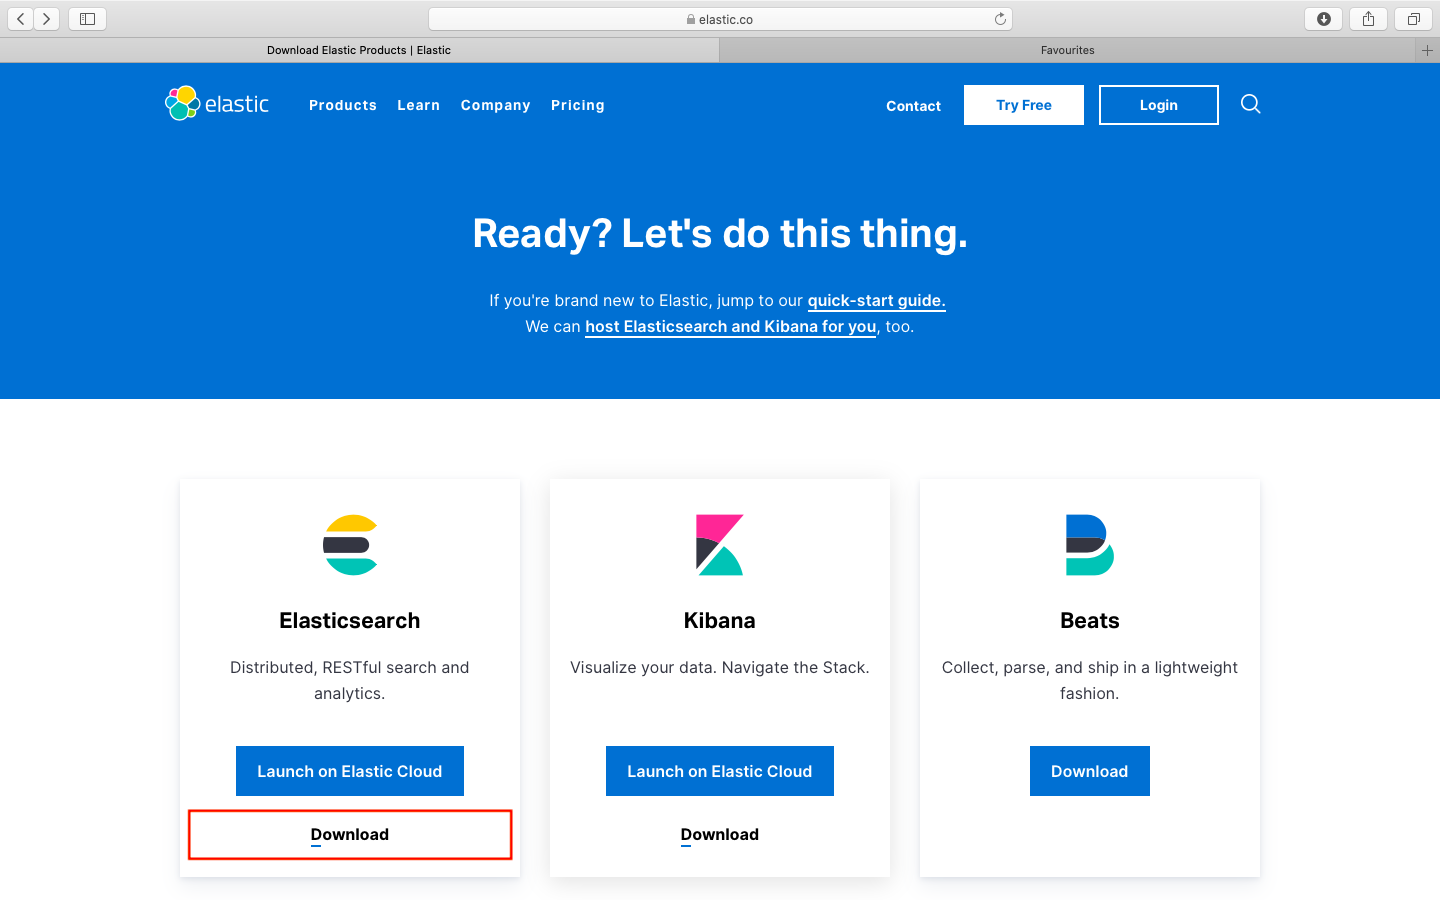 elastic.co
Download Elastic Products | Elastic
Favourites
elastic
Products
Learn
Company
Pricing
Contact
Try Free
Login
Ready? Let's do this thing.
If you're brand new to Elastic, jump to our quick-start guide.
We can host Elasticsearch and Kibana for you, too.
Elasticsearch
Distributed, RESTful search and
analytics.
Launch on Elastic Cloud
Download
Kibana
Visualize your data. Navigate the Stack.
Launch on Elastic Cloud
Download
Beats
Collect, parse, and ship in a lightweight
fashion.
Download